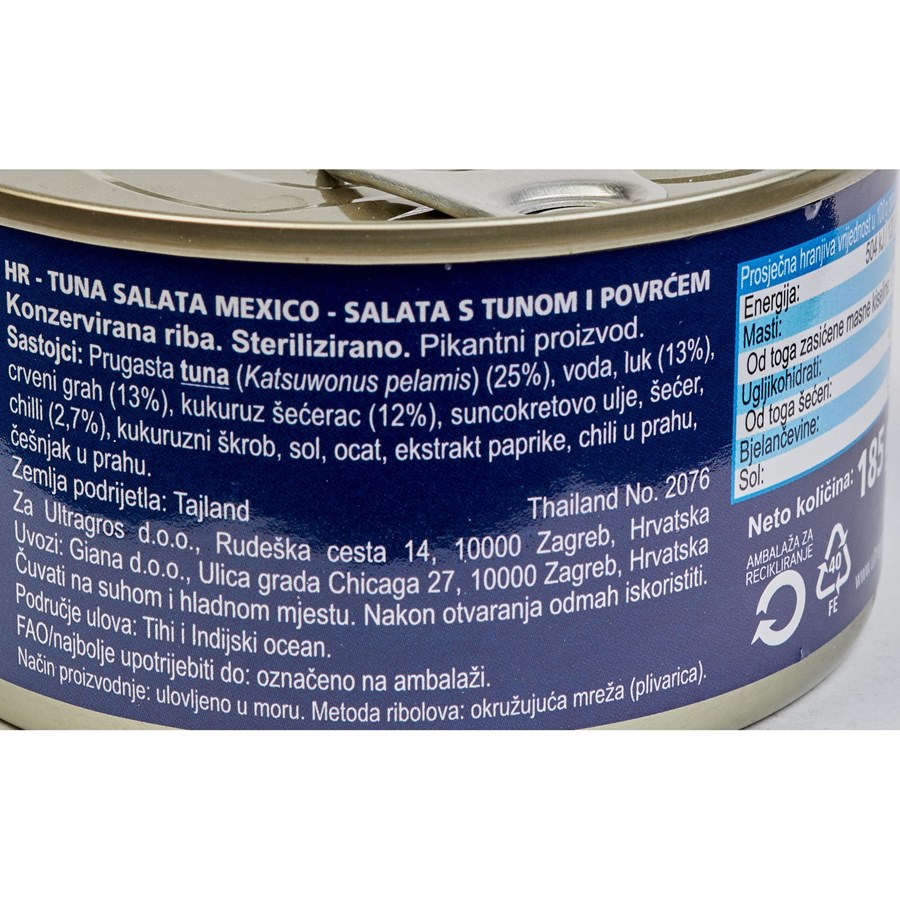 HR - TUNA SALATA MEXICO - SALATA S TUNOM I POVRĆEM
Konzervirana riba. Sterilizirano. Pikantni proizvod.
Sastojci: Prugasta tuna (Katsuwonus pelamis) (25%), voda, luk (13%),
crveni grah (13%), kukuruz šećerac (12%), suncokretovo ulje, šećer,
chilli (2,7%), kukuruzni škrob, sol, ocat, ekstrakt paprike, chili u prahu,
češnjak u prahu.
Zemlja podrijetla: Tajland Thailand No. 2076
Za Ultragros d.o.o., Rudeška cesta 14, 10000 Zagreb, Hrvatska
Uvozi: Giana d.o.o., Ulica grada Chicaga 27, 10000 Zagreb, Hrvatska
Čuvati na suhom i hladnom mjestu. Nakon otvaranja odmah iskoristiti.
Područje ulova: Tihi i Indijski ocean.
FAO/najbolje upotrijebiti do: označeno na ambalaži.
Način proizvodnje: ulovljeno u moru. Metoda ribolova: okružujuća mreža (plivarica).
Prosječna hranjiva vrijednost u
Energija: 504
Masti:
Od toga zasićene masne
Ugljikohidrati:
Od toga šećeri:
Bjelančevine:
Sol:
Neto količina: 185
AMBALAŽA ZA
RECIKLIRANJE
40
FE